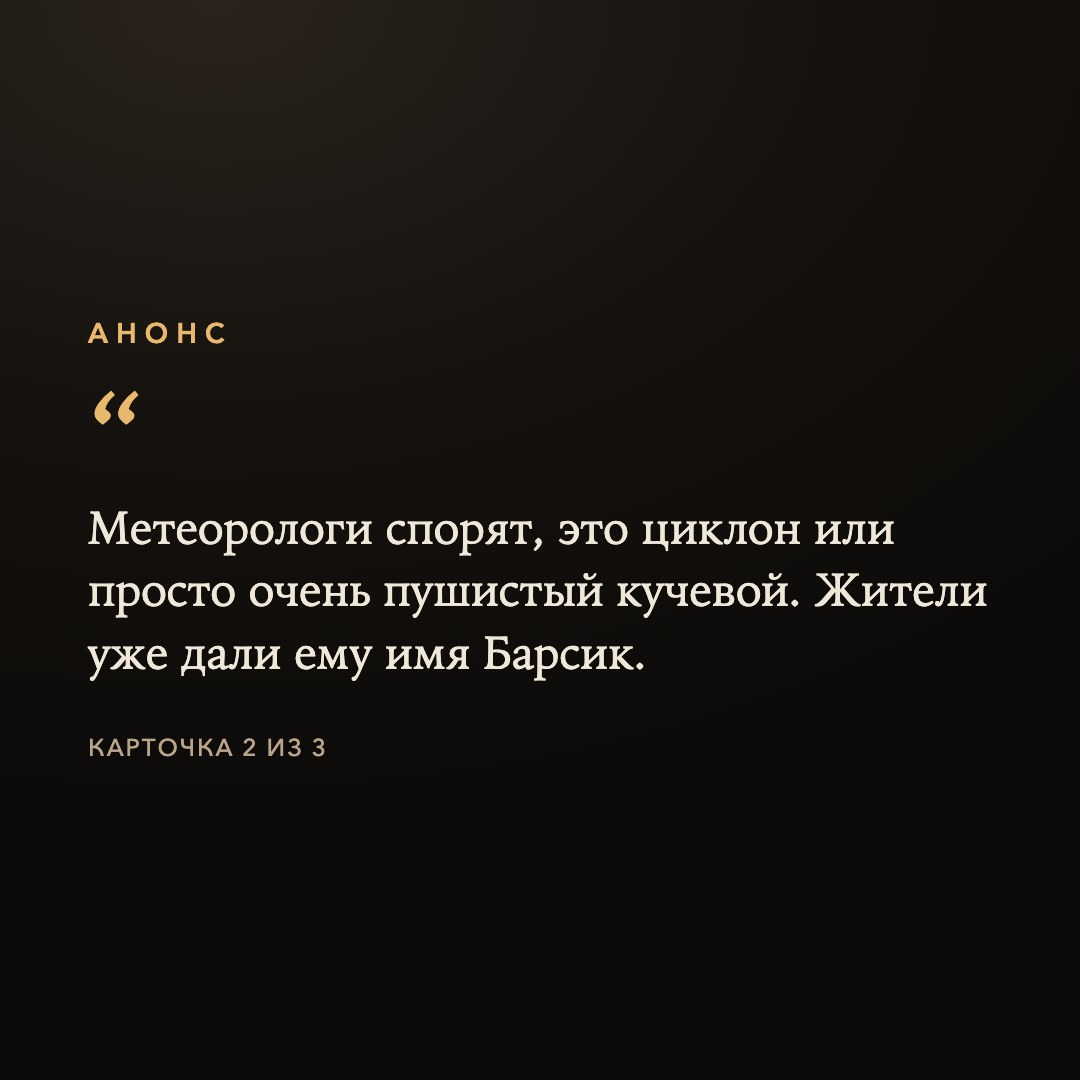 АНОНС
“
Метеорологи спорят, это циклон или
просто очень пушистый кучевой. Жители
уже дали ему имя Барсик.
КАРТОЧКА 2 ИЗ 3